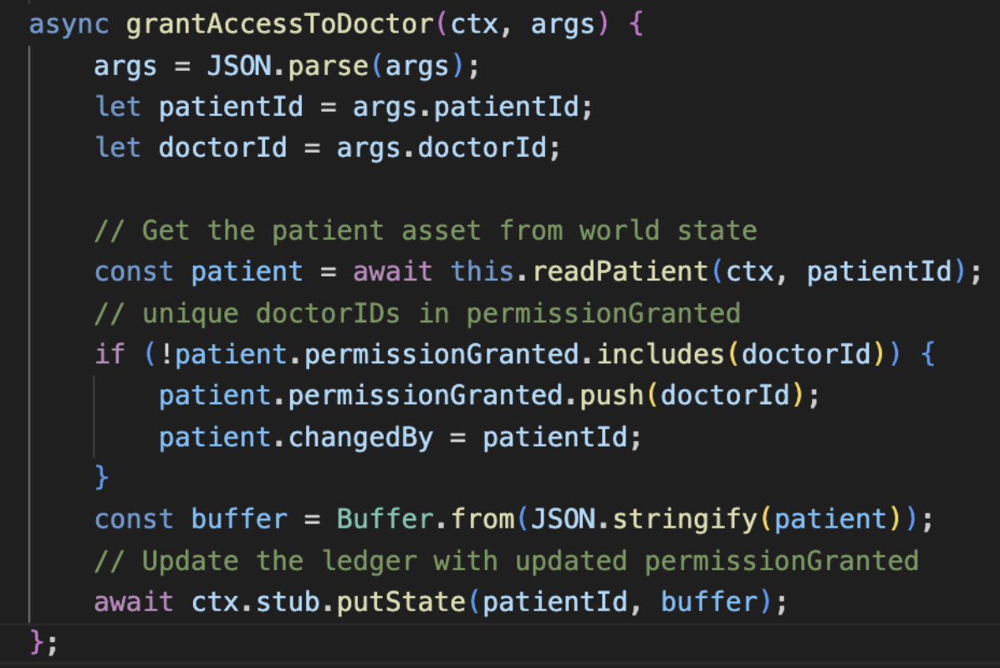 async grantAccessToDoctor(ctx, args) {
    args = JSON.parse(args);
    let patientId = args.patientId;
    let doctorId = args.doctorId;

    // Get the patient asset from world state
    const patient = await this.readPatient(ctx, patientId);
    // unique doctorIDs in permissionGranted
    if (!patient.permissionGranted.includes(doctorId)) {
        patient.permissionGranted.push(doctorId);
        patient.changedBy = patientId;
    }
    const buffer = Buffer.from(JSON.stringify(patient));
    // Update the ledger with updated permissionGranted
    await ctx.stub.putState(patientId, buffer);
};